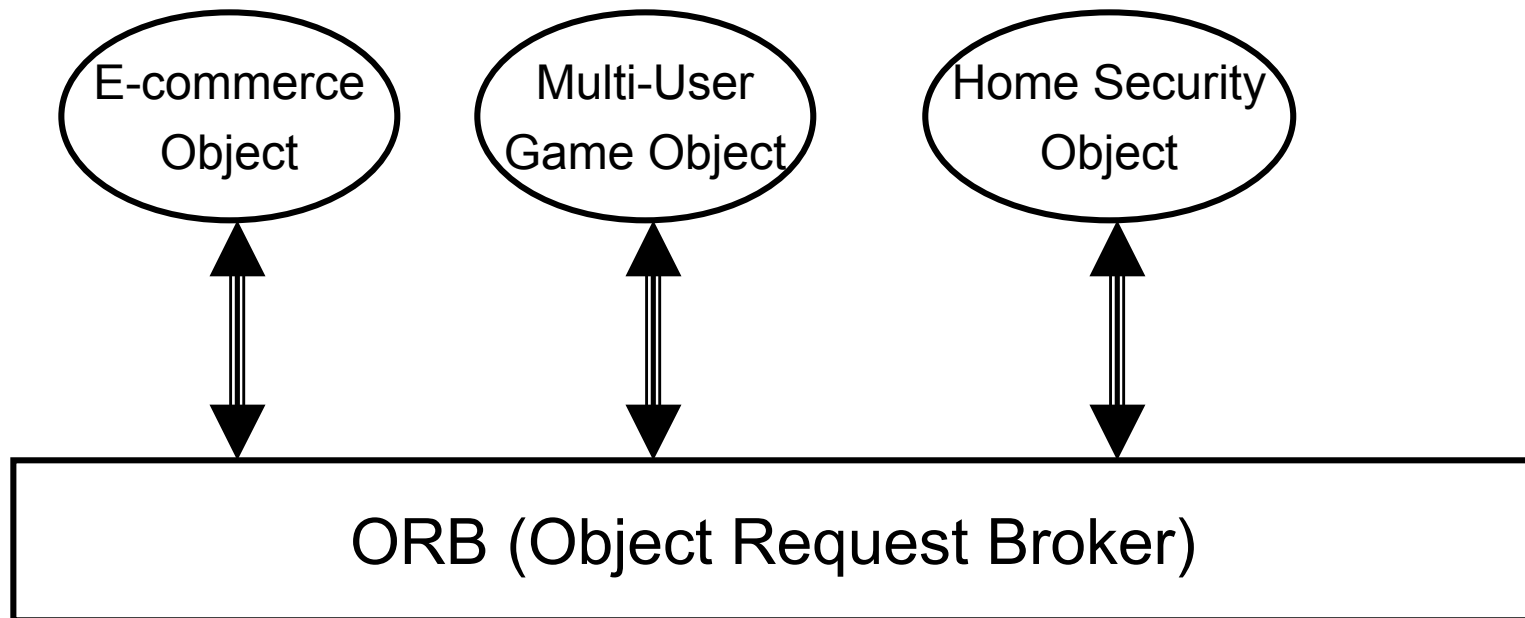 E-commerce
Object
Multi-User
Game Object
Home Security
Object
ORB (Object Request Broker)